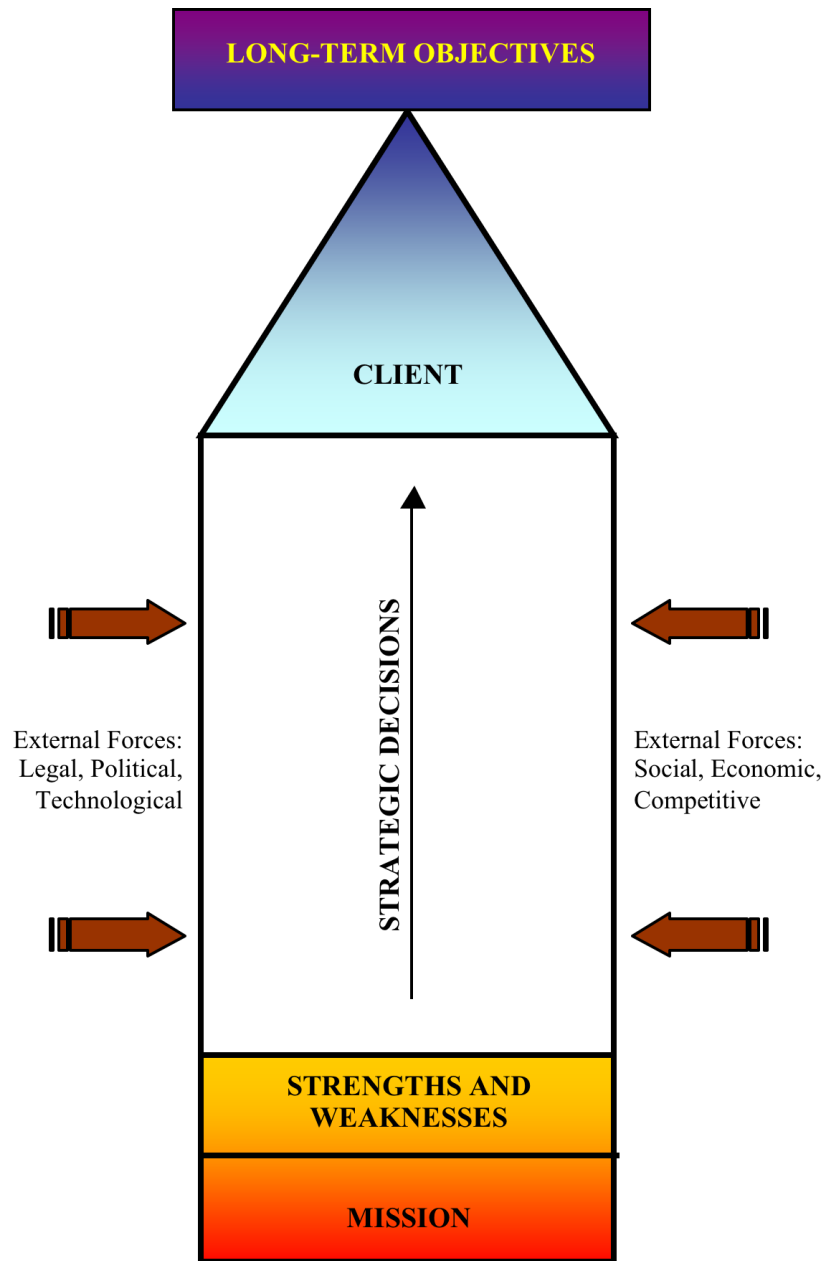 LONG-TERM OBJECTIVES
CLIENT
STRATEGIC DECISIONS
External Forces:
Legal, Political,
Technological
External Forces:
Social, Economic,
Competitive
STRENGTHS AND
WEAKNESSES
MISSION